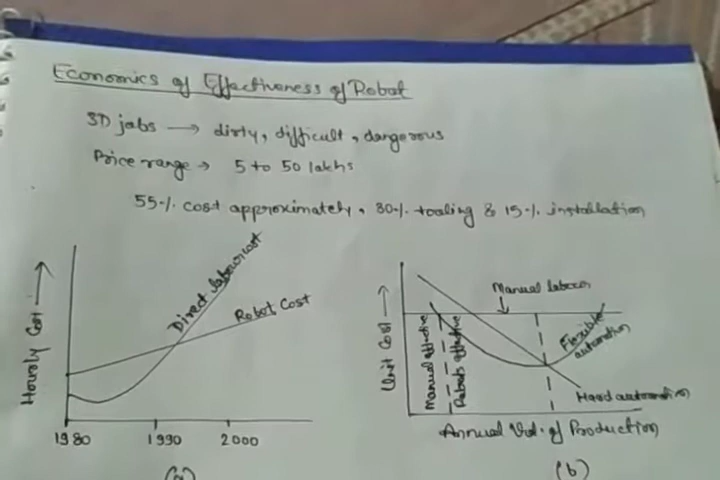 Economics of Effectiveness of Robot
3D jobs → dirty, difficult, dangorous
Price range → 5 to 50 lakhs
55% cost approximately, 30% tooling & 15% installation
Hourly Cost →
Direct labour cost
Robot Cost
1980 1990 2000
(a)
Unit Cost →
Manual labour
Manual effective
Robots effective
Flexible automation
Hard automation
Annual Vol. of Production
(b)